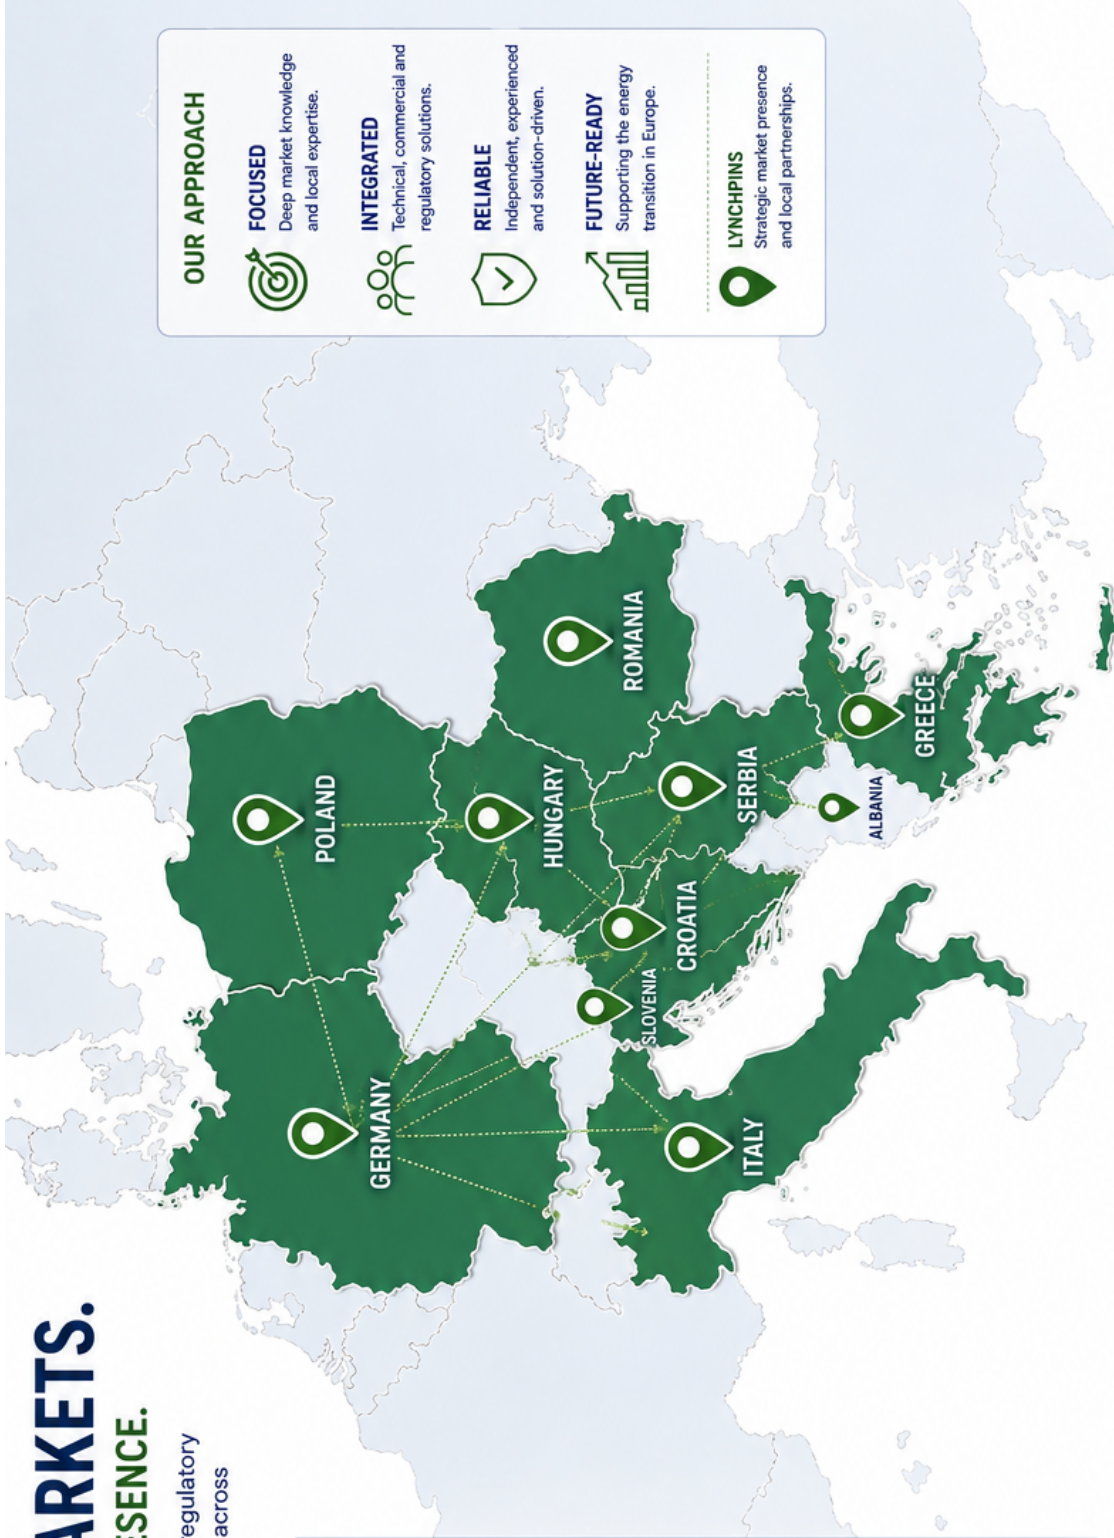 ARKETS.
ESENCE.
egulatory
across
OUR APPROACH
FOCUSED
Deep market knowledge
and local expertise.
INTEGRATED
Technical, commercial and
regulatory solutions.
RELIABLE
Independent, experienced
and solution-driven.
FUTURE-READY
Supporting the energy
transition in Europe.
LYNCHPINS
Strategic market presence
and local partnerships.
POLAND
GERMANY
HUNGARY
ROMANIA
SLOVENIA
CROATIA
SERBIA
ITALY
ALBANIA
GREECE